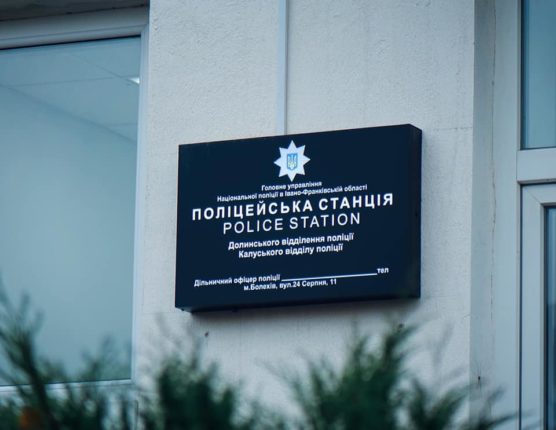 Головне управління
Національної поліції в Івано-Франківській області
ПОЛІЦЕЙСЬКА СТАНЦІЯ
POLICE STATION
Долинського відділення поліції
Калуського відділу поліції
Дільничний офіцер поліції ____________________ тел
м.Болехів, вул.24 Серпня, 11